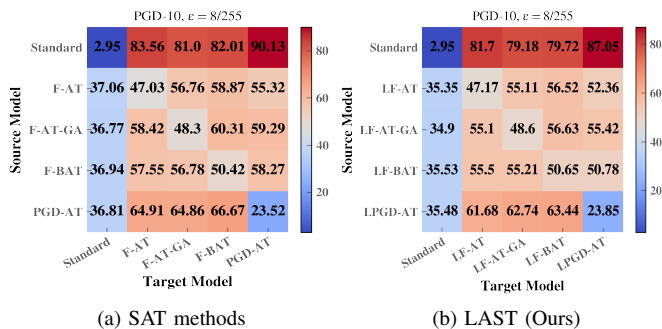 PGD-10, ε = 8/255
Source Model
Standard 2.95 83.56 81.0 82.01 90.13
F-AT 37.06 47.03 56.76 58.87 55.32
F-AT-GA 36.77 58.42 48.3 60.31 59.29
F-BAT 36.94 57.55 56.78 50.42 58.27
PGD-AT 36.81 64.91 64.86 66.67 23.52
Standard F-AT F-AT-GA F-BAT PGD-AT
Target Model
80
60
40
20
(a) SAT methods
PGD-10, ε = 8/255
Source Model
Standard 2.95 81.7 79.18 79.72 87.05
LF-AT 35.35 47.17 55.11 56.52 52.36
LF-AT-GA 34.9 55.1 48.6 56.63 55.42
LF-BAT 35.53 55.5 55.21 50.65 50.78
LPGD-AT 35.48 61.68 62.74 63.44 23.85
Standard LF-AT LF-AT-GA LF-BAT LPGD-AT
Target Model
80
60
40
20
(b) LAST (Ours)